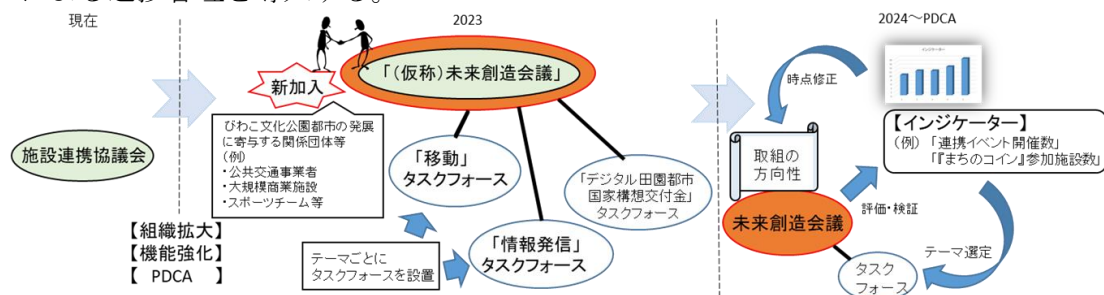 現在
2023
2024～PDCA
施設連携協議会
【組織拡大】
【機能強化】
【 PDCA 】
新加入
「(仮称)未来創造会議」
びわこ文化公園都市の発展
に寄与する関係団体等
(例)
・公共交通事業者
・大規模商業施設
・スポーツチーム等
「移動」
タスクフォース
「情報発信」
タスクフォース
「デジタル田園都市
国家構想交付金」
タスクフォース
テーマごとに
タスクフォースを設置
時点修正
インジケーター
【インジケーター】
(例) 「連携イベント開催数」
「『まちのコイン』参加施設数」
取組の
方向性
評価・検証
未来創造会議
テーマ選定
タスク
フォース